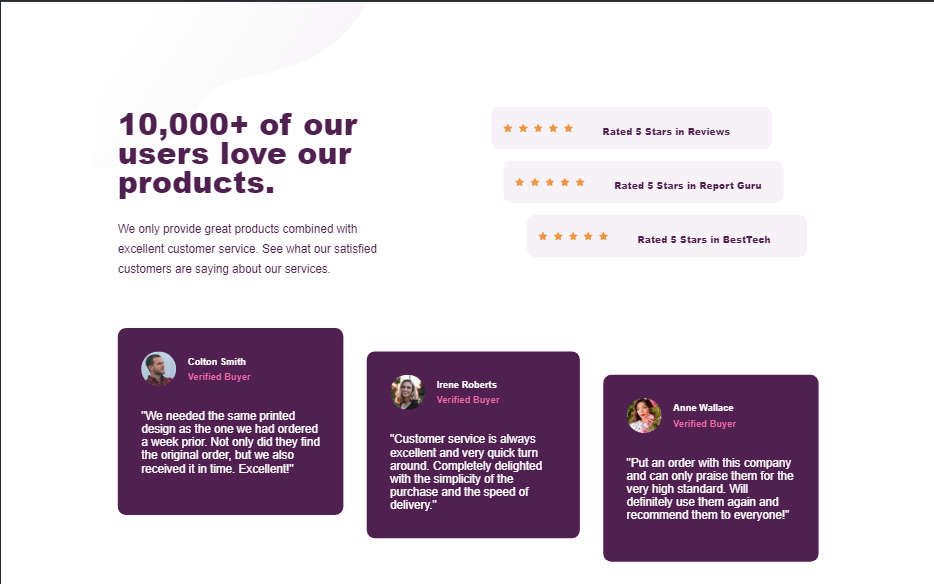 10,000+ of our
users love our
products.
We only provide great products combined with
excellent customer service. See what our satisfied
customers are saying about our services.
Rated 5 Stars in Reviews
Rated 5 Stars in Report Guru
Rated 5 Stars in BestTech
Colton Smith
Verified Buyer
"We needed the same printed
design as the one we had ordered
a week prior. Not only did they find
the original order, but we also
received it in time. Excellent!"
Irene Roberts
Verified Buyer
"Customer service is always
excellent and very quick turn
around. Completely delighted
with the simplicity of the
purchase and the speed of
delivery."
Anne Wallace
Verified Buyer
"Put an order with this company
and can only praise them for the
very high standard. Will
definitely use them again and
recommend them to everyone!"